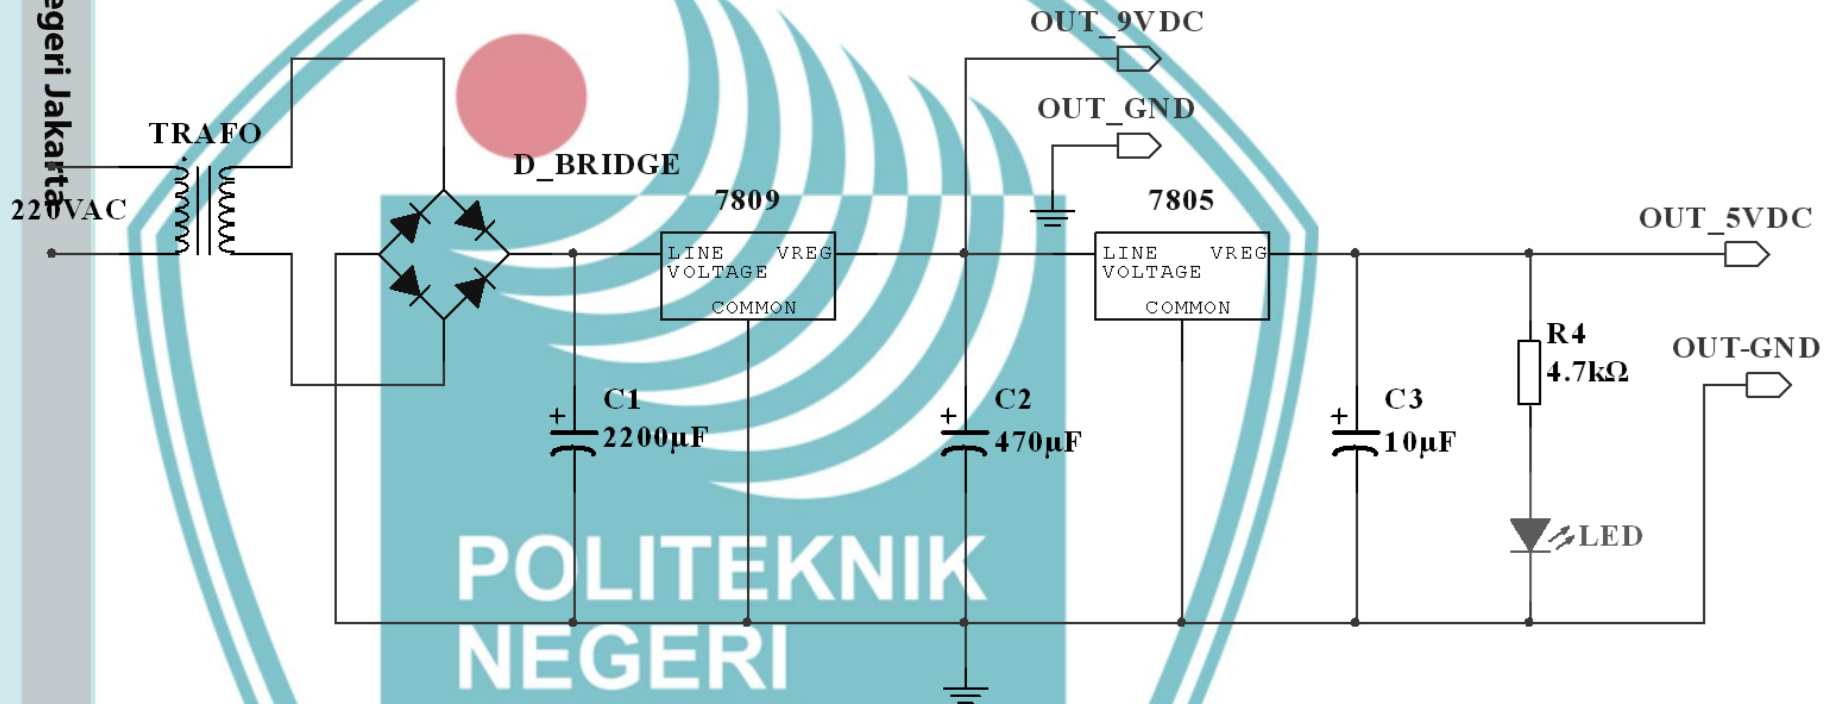 egeri Jakarta
OUT_9VDC
OUT_GND
TRAFO
D_BRIDGE
220VAC
7809
7805
LINE VREG
VOLTAGE
COMMON
LINE VREG
VOLTAGE
COMMON
OUT_5VDC
R4
4.7kΩ
OUT-GND
+
C1
2200µF
+
C2
470µF
+
C3
10µF
LED
POLITEKNIK
NEGERI